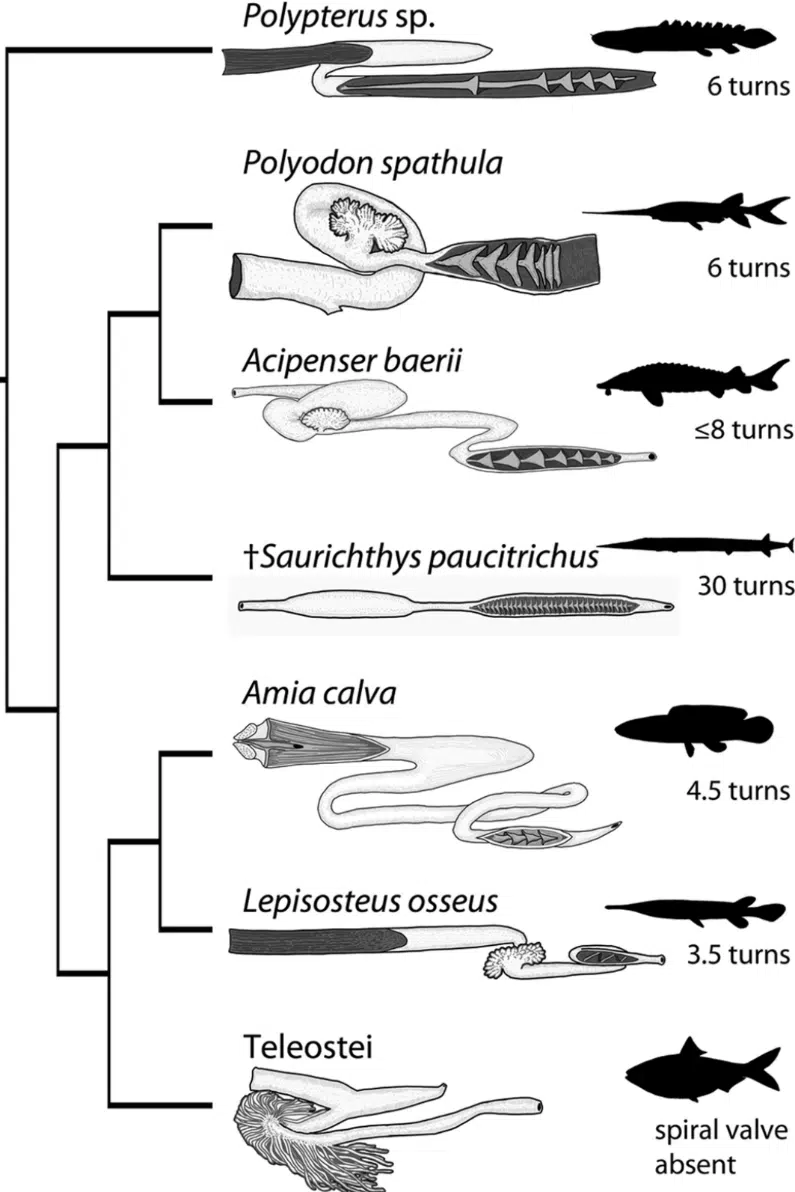 Polypterus sp.
6 turns
Polyodon spathula
6 turns
Acipenser baerii
≤8 turns
†Saurichthys paucitrichus
30 turns
Amia calva
4.5 turns
Lepisosteus osseus
3.5 turns
Teleostei
spiral valve
absent